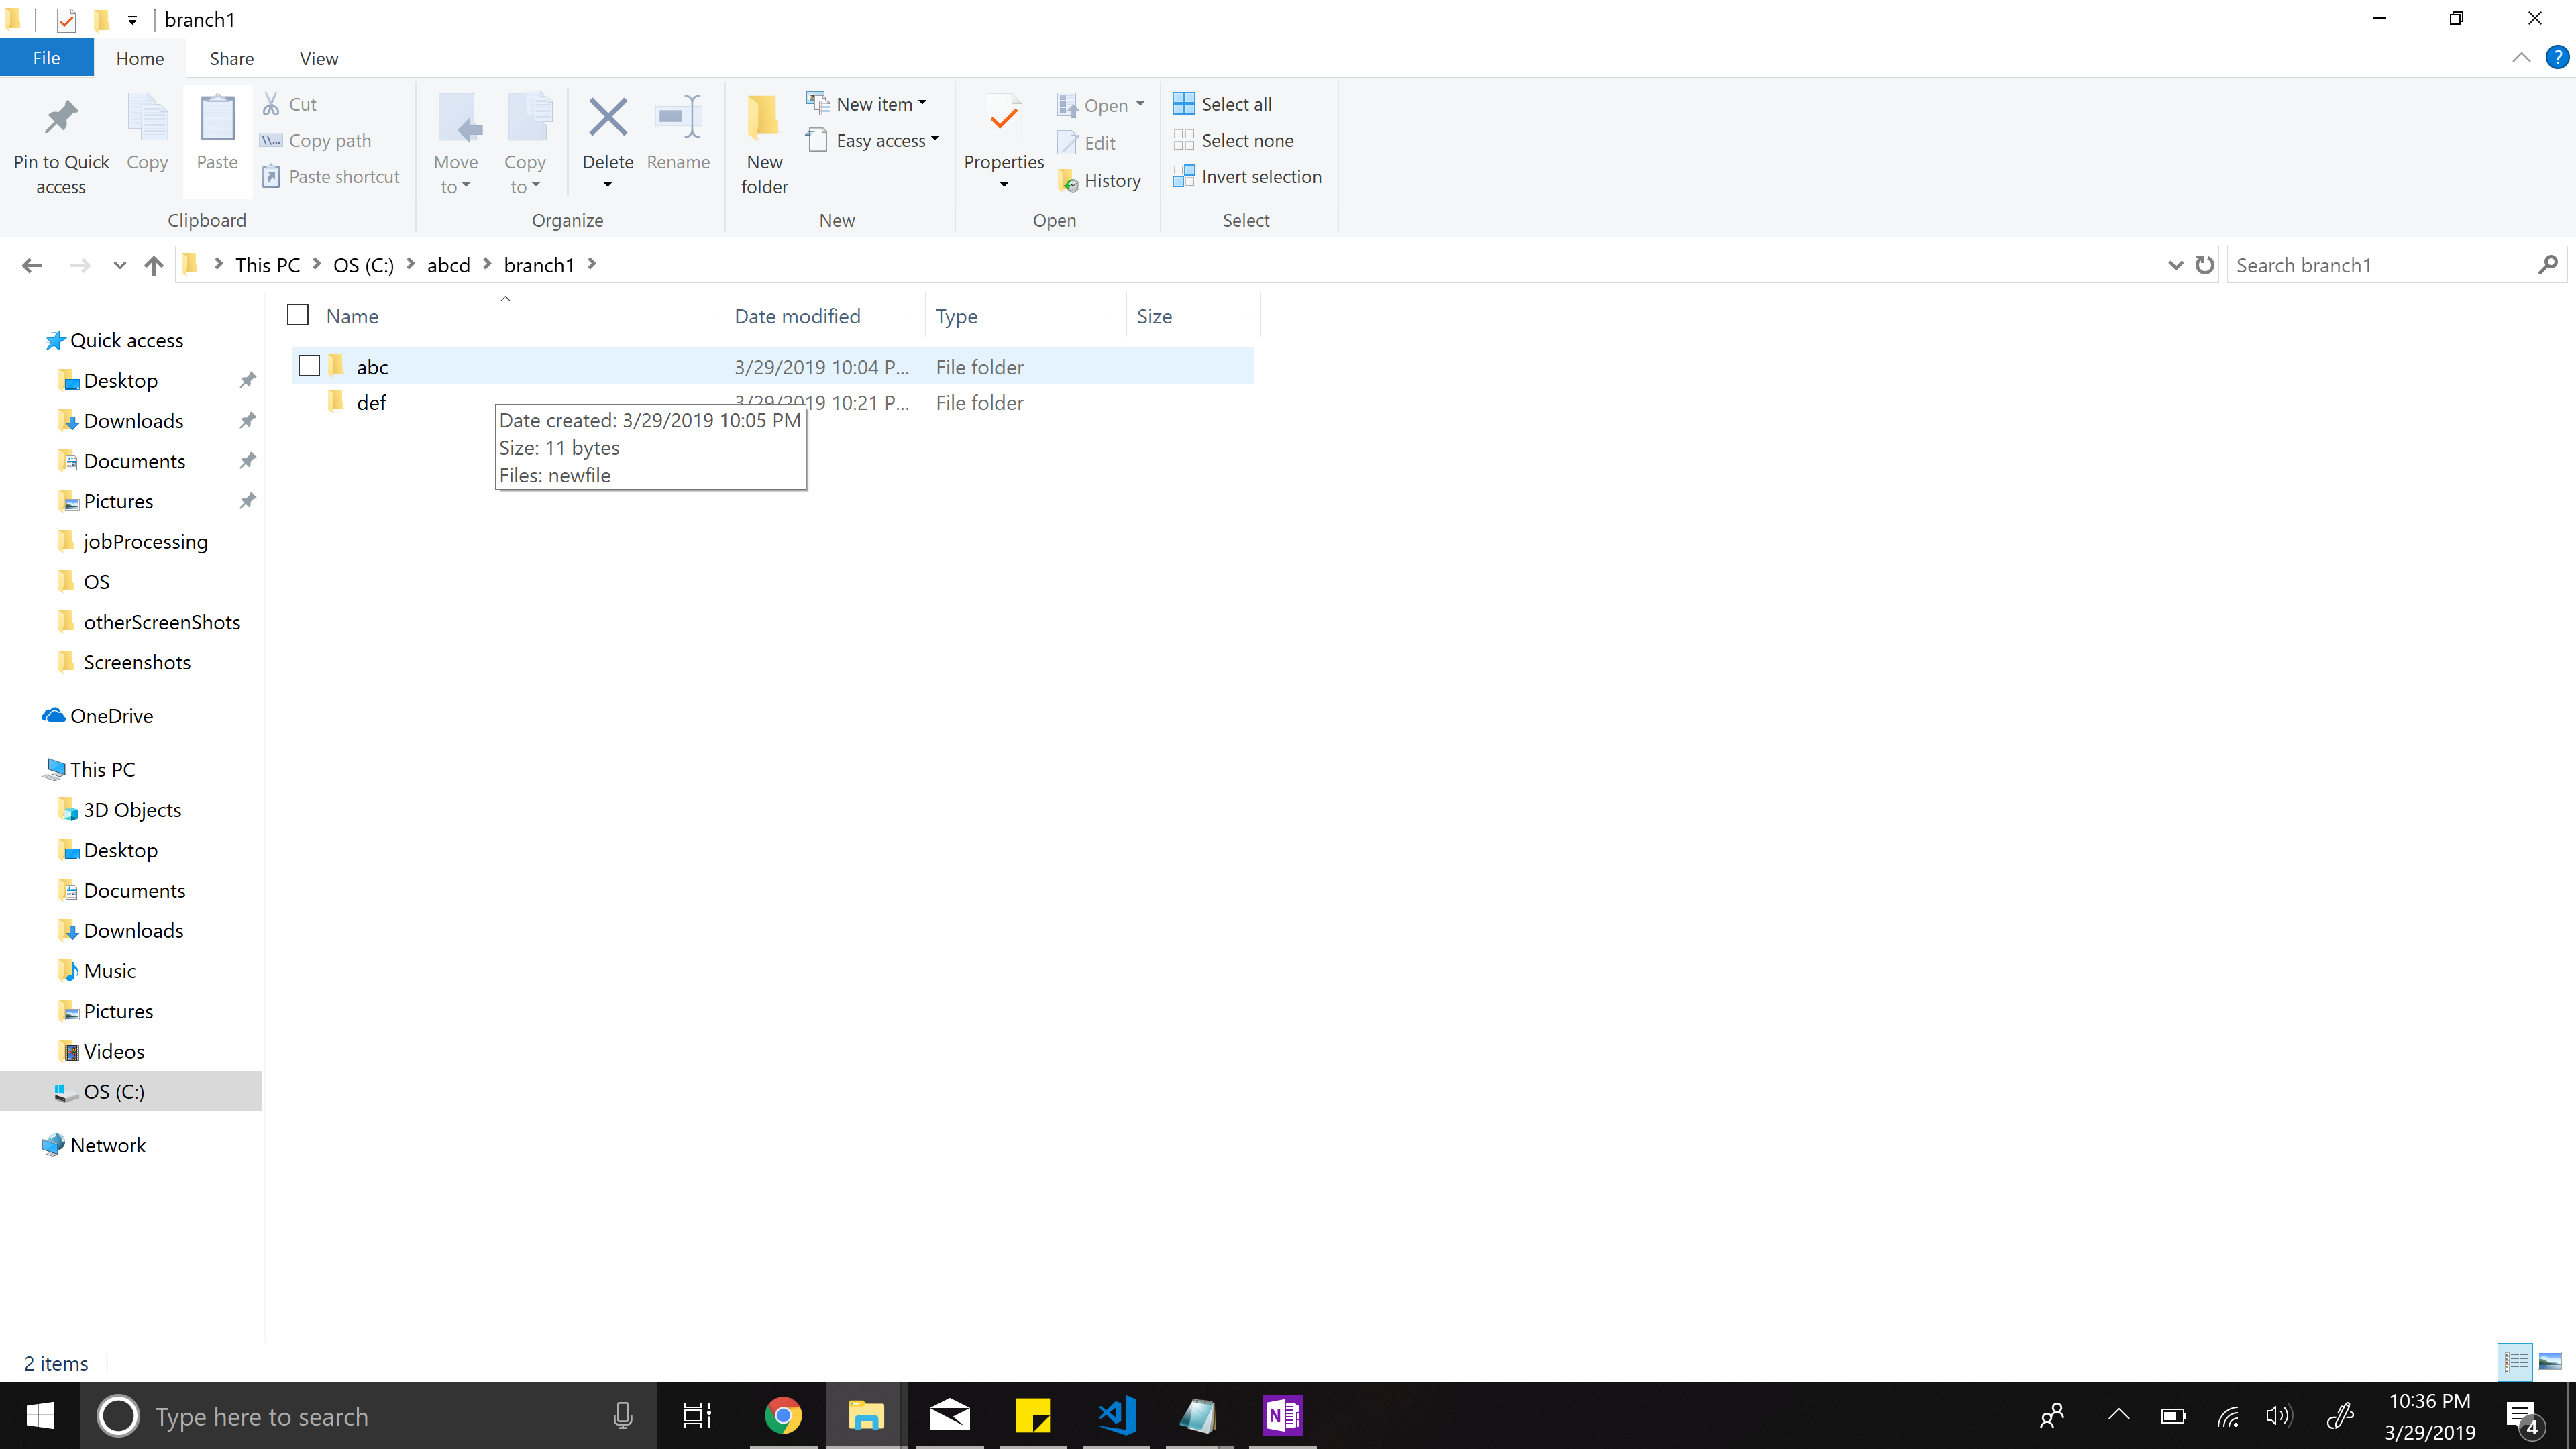 branch1
File Home Share View
Pin to Quick access
Copy
Paste
Cut
Copy path
Paste shortcut
Clipboard
Move to
Copy to
Delete
Rename
Organize
New folder
New item
Easy access
New
Properties
Open
Edit
History
Open
Select all
Select none
Invert selection
Select
This PC OS (C:) abcd branch1
Search branch1
Name Date modified Type Size
abc 3/29/2019 10:04 P... File folder
def 3/29/2019 10:21 P... File folder
Date created: 3/29/2019 10:05 PM
Size: 11 bytes
Files: newfile
Quick access
Desktop
Downloads
Documents
Pictures
jobProcessing
OS
otherScreenShots
Screenshots
OneDrive
This PC
3D Objects
Desktop
Documents
Downloads
Music
Pictures
Videos
OS (C:)
Network
2 items
Type here to search
10:36 PM
3/29/2019
4